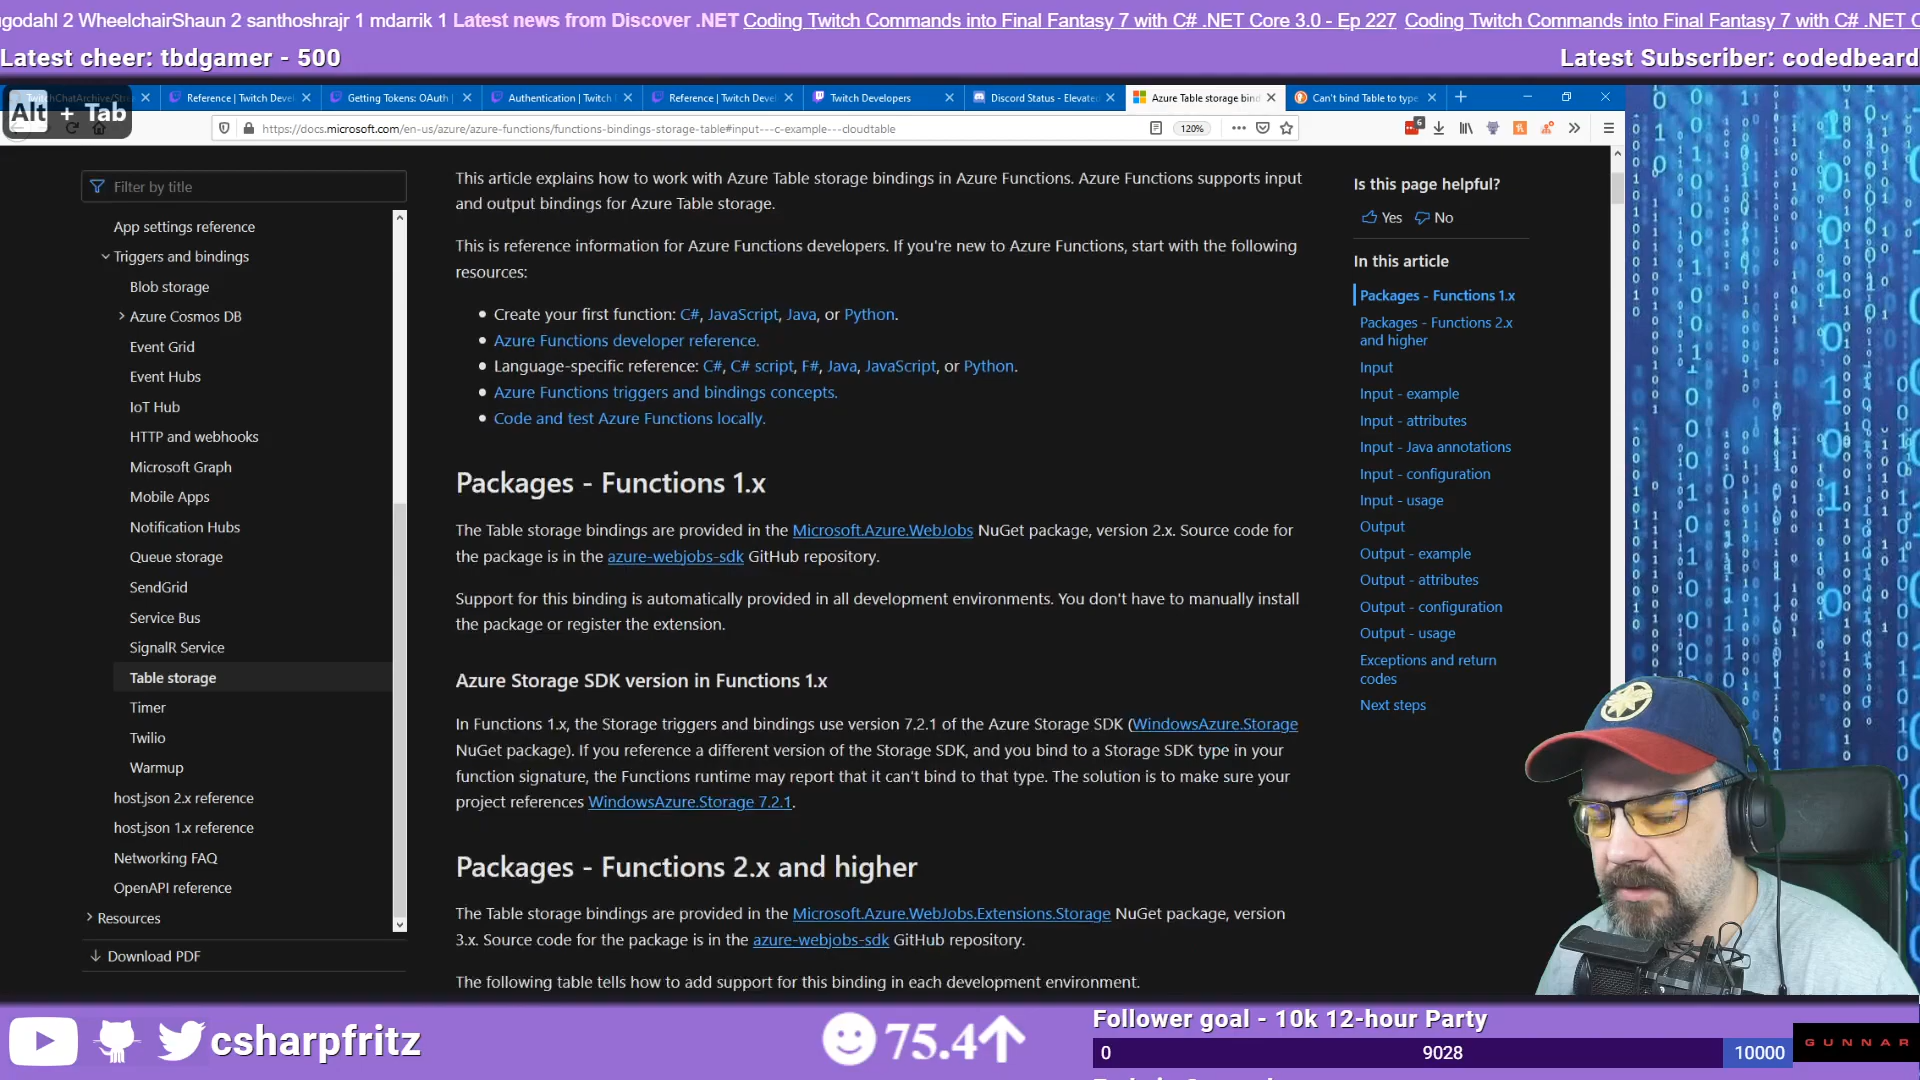 godahl 2 WheelchairShaun 2 santhoshrajr 1 mdarrik 1 Latest news from Discover .NET Coding Twitch Commands into Final Fantasy 7 with C# .NET Core 3.0 - Ep 227 Coding Twitch Commands into Final Fantasy 7 with C# .NET C
Latest cheer: tbdgamer - 500
Latest Subscriber: codedbeard
Alt + Tab
Reference | Twitch Devel
Getting Tokens: OAuth
Authentication | Twitch
Reference | Twitch Devel
Twitch Developers
Discord Status - Elevated
Azure Table storage bind
Can't bind Table to type
https://docs.microsoft.com/en-us/azure/azure-functions/functions-bindings-storage-table#input---c-example---cloudtable
120%
6
Filter by title
App settings reference
Triggers and bindings
Blob storage
Azure Cosmos DB
Event Grid
Event Hubs
IoT Hub
HTTP and webhooks
Microsoft Graph
Mobile Apps
Notification Hubs
Queue storage
SendGrid
Service Bus
SignalR Service
Table storage
Timer
Twilio
Warmup
host.json 2.x reference
host.json 1.x reference
Networking FAQ
OpenAPI reference
Resources
Download PDF
This article explains how to work with Azure Table storage bindings in Azure Functions. Azure Functions supports input
and output bindings for Azure Table storage.
This is reference information for Azure Functions developers. If you're new to Azure Functions, start with the following
resources:
Create your first function: C#, JavaScript, Java, or Python.
Azure Functions developer reference.
Language-specific reference: C#, C# script, F#, Java, JavaScript, or Python.
Azure Functions triggers and bindings concepts.
Code and test Azure Functions locally.
Packages - Functions 1.x
The Table storage bindings are provided in the Microsoft.Azure.WebJobs NuGet package, version 2.x. Source code for
the package is in the azure-webjobs-sdk GitHub repository.
Support for this binding is automatically provided in all development environments. You don't have to manually install
the package or register the extension.
Azure Storage SDK version in Functions 1.x
In Functions 1.x, the Storage triggers and bindings use version 7.2.1 of the Azure Storage SDK (WindowsAzure.Storage
NuGet package). If you reference a different version of the Storage SDK, and you bind to a Storage SDK type in your
function signature, the Functions runtime may report that it can't bind to that type. The solution is to make sure your
project references WindowsAzure.Storage 7.2.1.
Packages - Functions 2.x and higher
The Table storage bindings are provided in the Microsoft.Azure.WebJobs.Extensions.Storage NuGet package, version
3.x. Source code for the package is in the azure-webjobs-sdk GitHub repository.
The following table tells how to add support for this binding in each development environment.
Is this page helpful?
Yes No
In this article
Packages - Functions 1.x
Packages - Functions 2.x
and higher
Input
Input - example
Input - attributes
Input - Java annotations
Input - configuration
Input - usage
Output
Output - example
Output - attributes
Output - configuration
Output - usage
Exceptions and return
codes
Next steps
csharpfritz
75.4
Follower goal - 10k 12-hour Party
0 9028 10000
GUNNAR